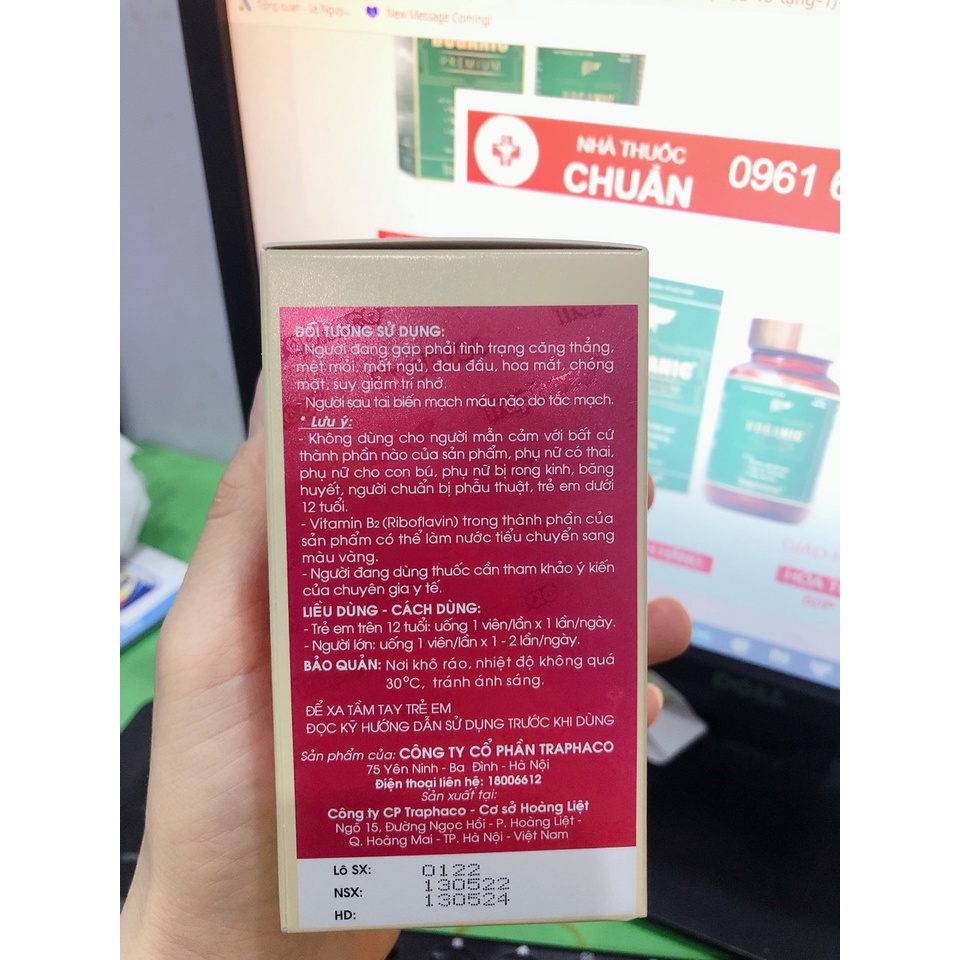 Tổng quan - Le Nguy...
New Message Coming!
PREMIUM
NHÀ THUỐC
CHUẨN
0961 6
BOGANIC
ĐỐI TƯỢNG SỬ DỤNG:
- Người đang gặp phải tình trạng căng thẳng,
mệt mỏi, mất ngủ, đau đầu, hoa mắt, chóng
mặt, suy giảm trí nhớ.
- Người sau tai biến mạch máu não do tắc mạch.
* Lưu ý:
- Không dùng cho người mẫn cảm với bất cứ
thành phần nào của sản phẩm, phụ nữ có thai,
phụ nữ cho con bú, phụ nữ bị rong kinh, băng
huyết, người chuẩn bị phẫu thuật, trẻ em dưới
12 tuổi.
- Vitamin B2 (Riboflavin) trong thành phần của
sản phẩm có thể làm nước tiểu chuyển sang
màu vàng.
- Người đang dùng thuốc cần tham khảo ý kiến
của chuyên gia y tế.
LIỀU DÙNG - CÁCH DÙNG:
- Trẻ em trên 12 tuổi: uống 1 viên/lần x 1 lần/ngày.
- Người lớn: uống 1 viên/lần x 1 - 2 lần/ngày.
BẢO QUẢN: Nơi khô ráo, nhiệt độ không quá
30°C, tránh ánh sáng.
ĐỂ XA TẦM TAY TRẺ EM
ĐỌC KỸ HƯỚNG DẪN SỬ DỤNG TRƯỚC KHI DÙNG
Sản phẩm của: CÔNG TY CỔ PHẦN TRAPHACO
75 Yên Ninh - Ba Đình - Hà Nội
Điện thoại liên hệ: 18006612
Sản xuất tại:
Công ty CP Traphaco - Cơ sở Hoàng Liệt
Ngõ 15, Đường Ngọc Hồi - P. Hoàng Liệt -
Q. Hoàng Mai - TP. Hà Nội - Việt Nam
Lô SX: 0122
NSX: 130522
HD: 130524
DELL